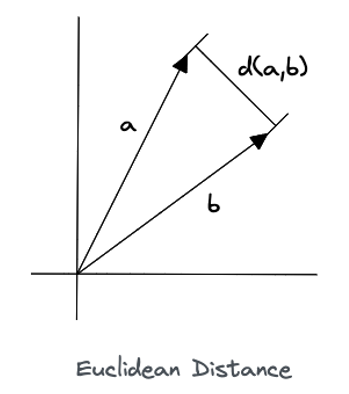 d(a,b)
a
b
Euclidean Distance